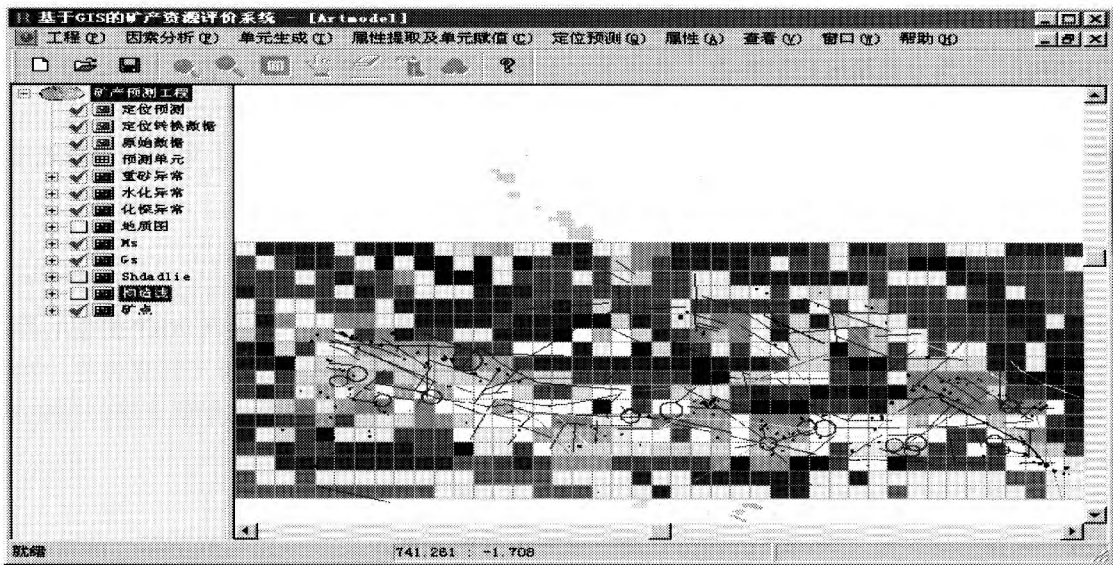 基于GIS的矿产资源评价系统 - [Artmodel]
工程(P) 因素分析(P) 单元生成(T) 属性提取及单元赋值(C) 定位预测(Q) 属性(A) 查看(V) 窗口(W) 帮助(H)
矿产预测工程
定位预测
定位转换数据
原始数据
预测单元
重砂异常
水化异常
化探异常
地质图
Ms
Gs
Shdadlie
构造线
矿点
就绪 741.261 : -1.708